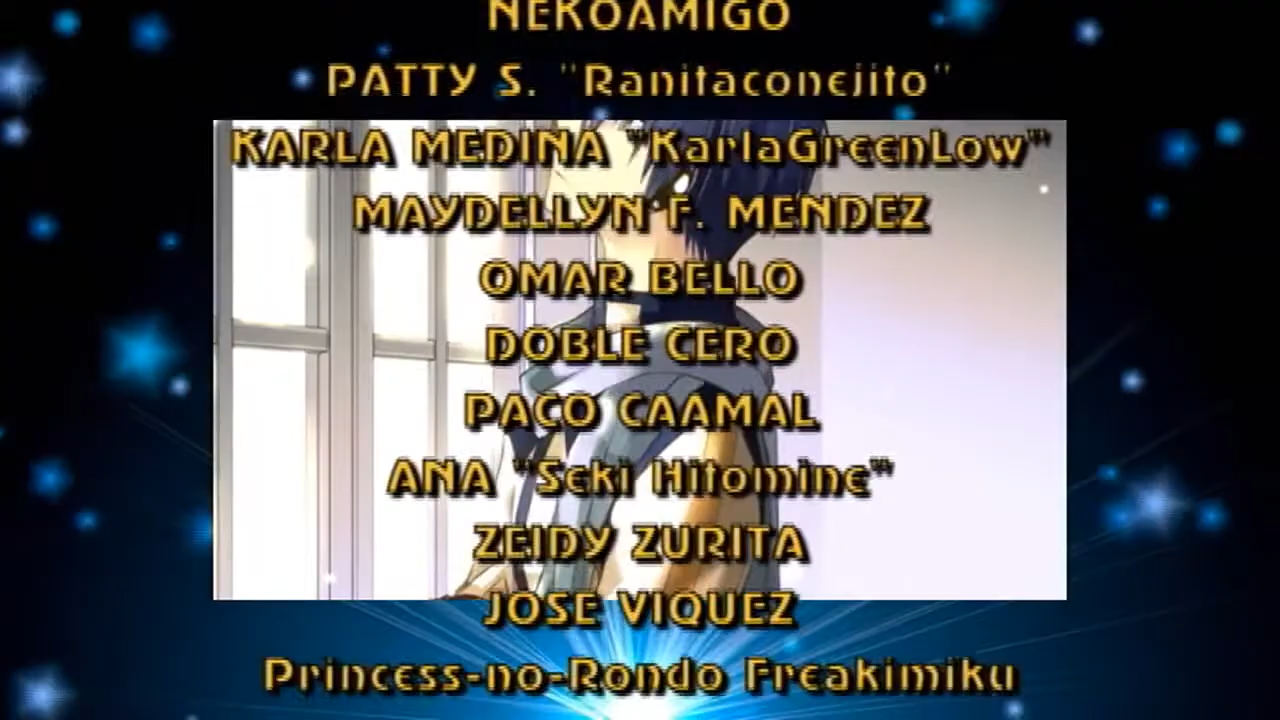 NEKOAMIGO
PATTY S. "Ranitaconejito"
KARLA MEDINA "KarlaGreenLow"
MAYDELLYN F. MENDEZ
OMAR BELLO
DOBLE CERO
PACO CAAMAL
ANA "Seki Hitomine"
ZEIDY ZURITA
JOSE VIQUEZ
Princess-no-Rondo Freakimiku